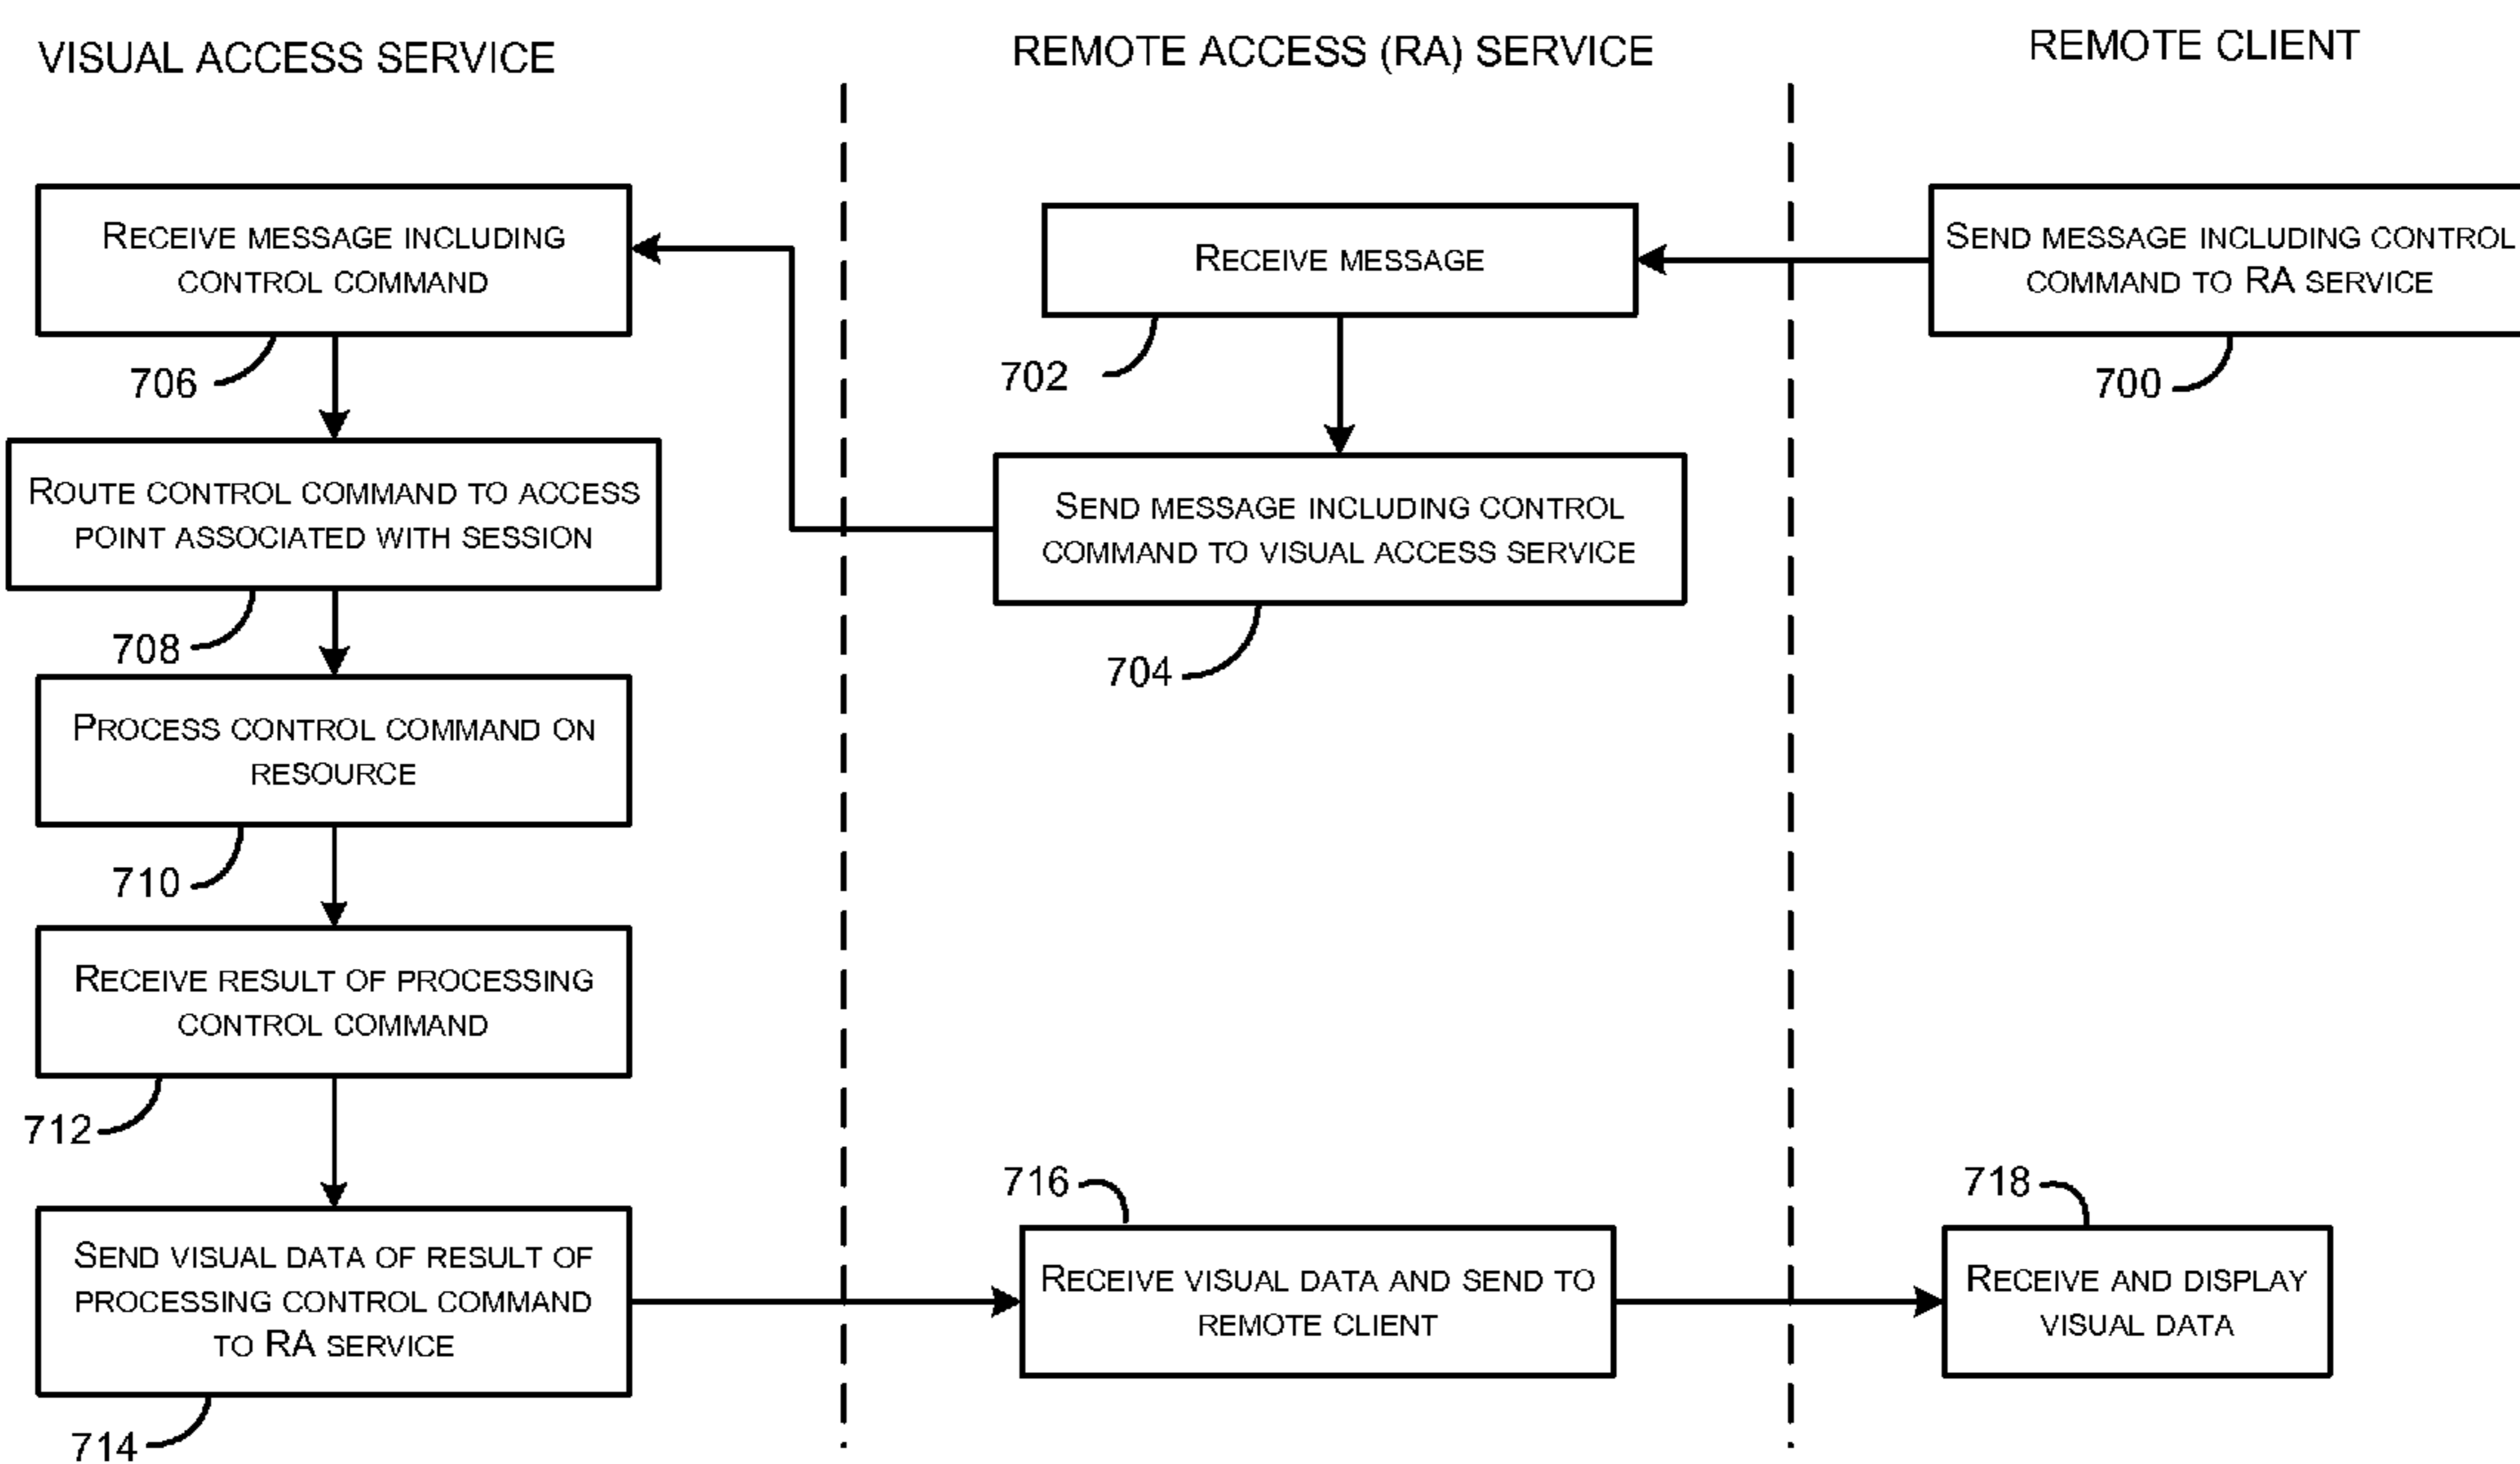 VISUAL ACCESS SERVICE
REMOTE ACCESS (RA) SERVICE
REMOTE CLIENT
RECEIVE MESSAGE INCLUDING
CONTROL COMMAND
706
RECEIVE MESSAGE
702
SEND MESSAGE INCLUDING CONTROL
COMMAND TO RA SERVICE
700
ROUTE CONTROL COMMAND TO ACCESS
POINT ASSOCIATED WITH SESSION
708
SEND MESSAGE INCLUDING CONTROL
COMMAND TO VISUAL ACCESS SERVICE
704
PROCESS CONTROL COMMAND ON
RESOURCE
710
RECEIVE RESULT OF PROCESSING
CONTROL COMMAND
712
SEND VISUAL DATA OF RESULT OF
PROCESSING CONTROL COMMAND
TO RA SERVICE
714
716
RECEIVE VISUAL DATA AND SEND TO
REMOTE CLIENT
718
RECEIVE AND DISPLAY
VISUAL DATA